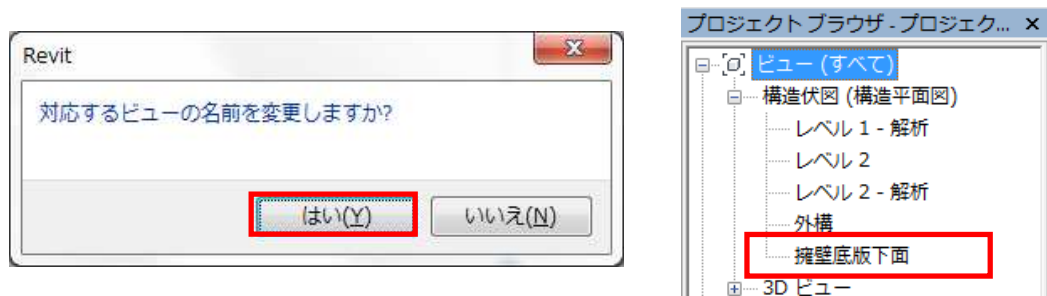 Revit
対応するビューの名前を変更しますか?
はい(Y)
いいえ(N)
プロジェクト ブラウザ - プロジェク...
ビュー (すべて)
構造伏図 (構造平面図)
レベル 1 - 解析
レベル 2
レベル 2 - 解析
外構
擁壁底版下面
3D ビュー